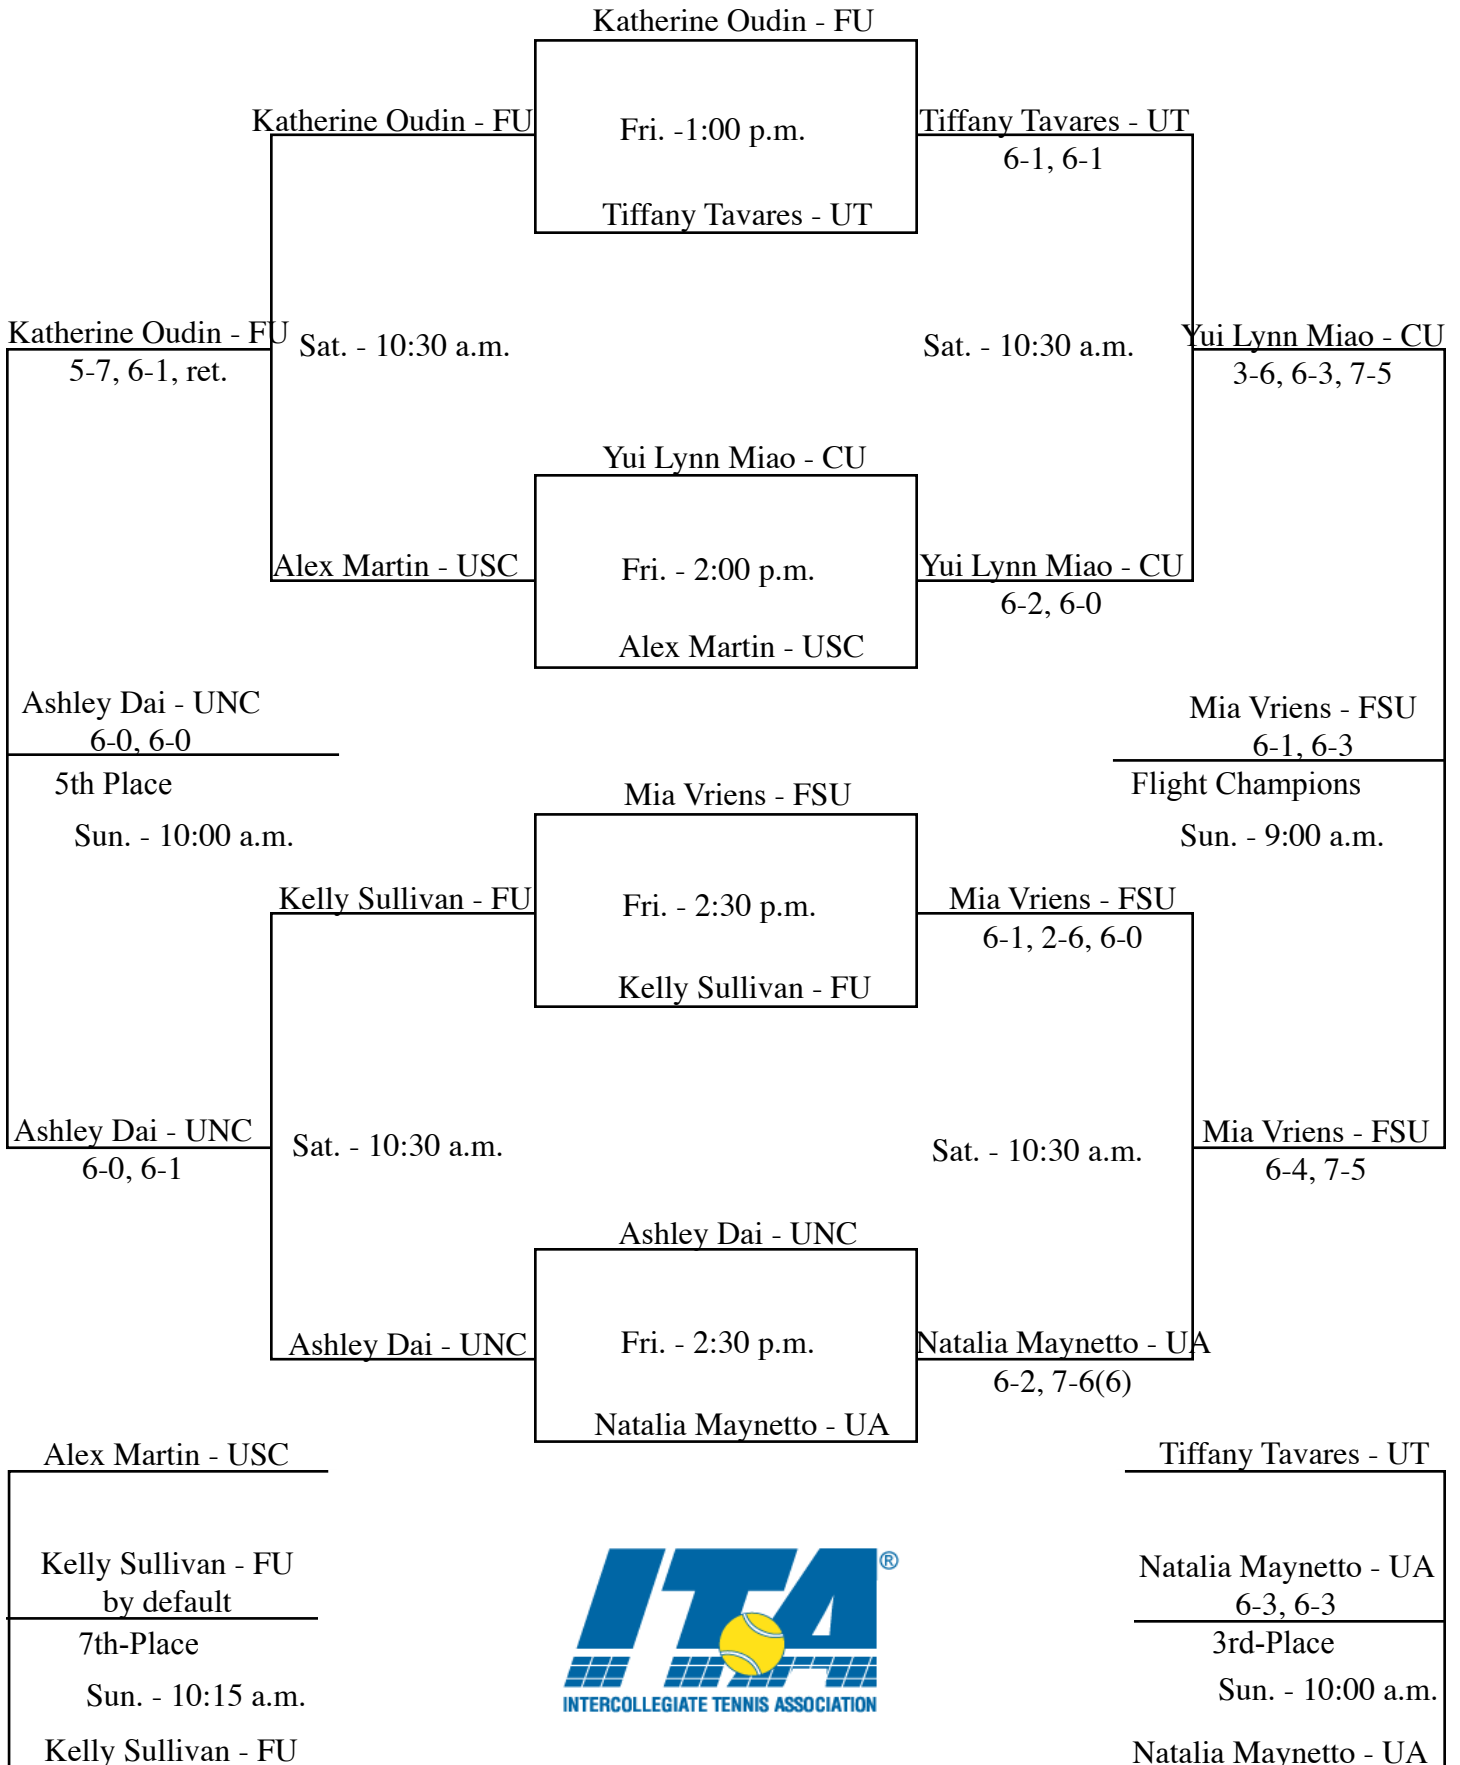 Katherine Oudin - FU
Katherine Oudin - FU
Fri. -1:00 p.m.
Tiffany Tavares - UT
6-1, 6-1
Tiffany Tavares - UT
Katherine Oudin - FU
5-7, 6-1, ret.
Sat. - 10:30 a.m.
Sat. - 10:30 a.m.
Yui Lynn Miao - CU
3-6, 6-3, 7-5
Yui Lynn Miao - CU
Alex Martin - USC
Fri. - 2:00 p.m.
Yui Lynn Miao - CU
6-2, 6-0
Alex Martin - USC
Ashley Dai - UNC
6-0, 6-0
5th Place
Sun. - 10:00 a.m.
Mia Vriens - FSU
6-1, 6-3
Flight Champions
Sun. - 9:00 a.m.
Mia Vriens - FSU
Kelly Sullivan - FU
Fri. - 2:30 p.m.
Mia Vriens - FSU
6-1, 2-6, 6-0
Kelly Sullivan - FU
Ashley Dai - UNC
6-0, 6-1
Sat. - 10:30 a.m.
Sat. - 10:30 a.m.
Mia Vriens - FSU
6-4, 7-5
Ashley Dai - UNC
Ashley Dai - UNC
Fri. - 2:30 p.m.
Natalia Maynetto - UA
6-2, 7-6(6)
Natalia Maynetto - UA
Alex Martin - USC
Kelly Sullivan - FU
by default
7th-Place
Sun. - 10:15 a.m.
Kelly Sullivan - FU
ITA®
INTERCOLLEGIATE TENNIS ASSOCIATION
Tiffany Tavares - UT
Natalia Maynetto - UA
6-3, 6-3
3rd-Place
Sun. - 10:00 a.m.
Natalia Maynetto - UA